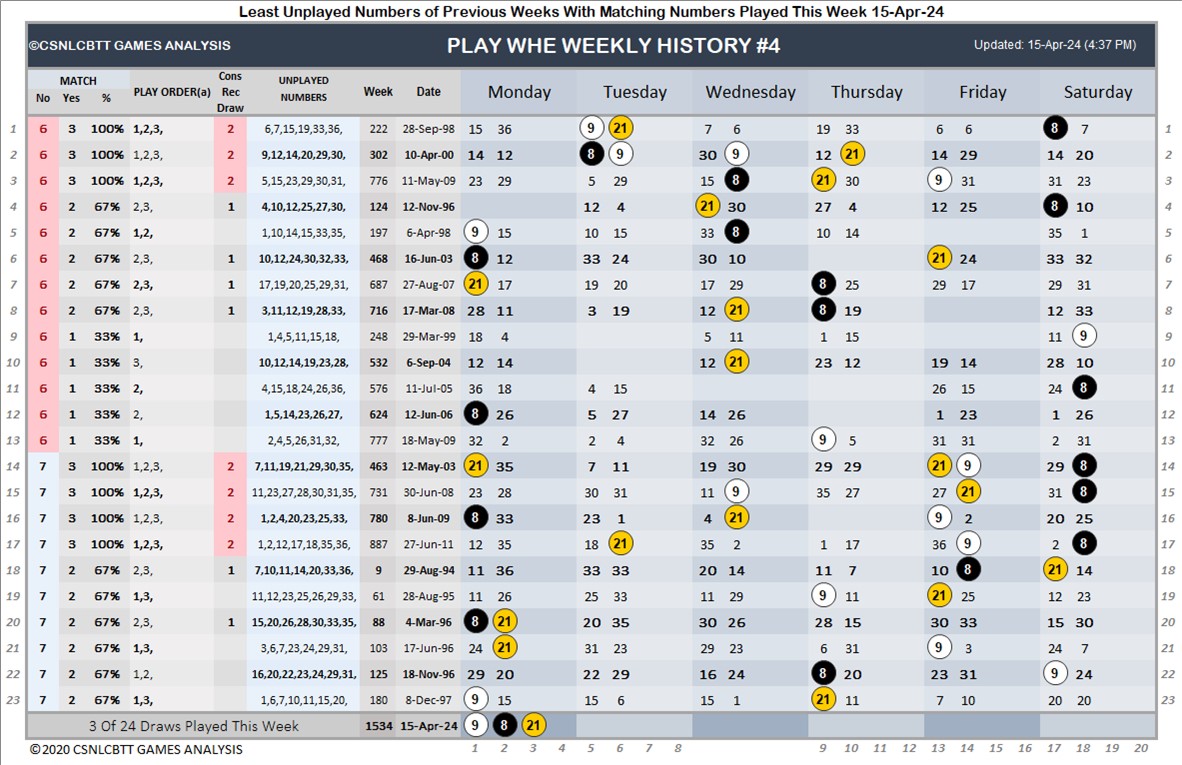 Least Unplayed Numbers of Previous Weeks With Matching Numbers Played This Week 15-Apr-24
©CSNLCBTT GAMES ANALYSIS PLAY WHE WEEKLY HISTORY #4 Updated: 15-Apr-24 (4:37 PM)
MATCH
No Yes % PLAY ORDER(a) Cons Rec Draw UNPLAYED NUMBERS Week Date Monday Tuesday Wednesday Thursday Friday Saturday
1 6 3 100% 1,2,3, 2 6,7,15,19,33,36, 222 28-Sep-98 15 36 9 21 7 6 19 33 6 6 8 7 1
2 6 3 100% 1,2,3, 2 9,12,14,20,29,30, 302 10-Apr-00 14 12 8 9 30 9 12 21 14 29 14 20 2
3 6 3 100% 1,2,3, 2 5,15,23,29,30,31, 776 11-May-09 23 29 5 29 15 8 21 30 9 31 31 23 3
4 6 2 67% 2,3, 1 4,10,12,25,27,30, 124 12-Nov-96 12 4 21 30 27 4 12 25 8 10 4
5 6 2 67% 1,2, 1,10,14,15,33,35, 197 6-Apr-98 9 15 10 15 33 8 10 14 35 1 5
6 6 2 67% 2,3, 1 10,12,24,30,32,33, 468 16-Jun-03 8 12 33 24 30 10 21 24 33 32 6
7 6 2 67% 2,3, 1 17,19,20,25,29,31, 687 27-Aug-07 21 17 19 20 17 29 8 25 29 17 29 31 7
8 6 2 67% 2,3, 1 3,11,12,19,28,33, 716 17-Mar-08 28 11 3 19 12 21 8 19 12 33 8
9 6 1 33% 1, 1,4,5,11,15,18, 248 29-Mar-99 18 4 5 11 1 15 11 9 9
10 6 1 33% 3, 10,12,14,19,23,28, 532 6-Sep-04 12 14 12 21 23 12 19 14 28 10 10
11 6 1 33% 2, 4,15,18,24,26,36, 576 11-Jul-05 36 18 4 15 26 15 24 8 11
12 6 1 33% 2, 1,5,14,23,26,27, 624 12-Jun-06 8 26 5 27 14 26 1 23 1 26 12
13 6 1 33% 1, 2,4,5,26,31,32, 777 18-May-09 32 2 2 4 32 26 9 5 31 31 2 31 13
14 7 3 100% 1,2,3, 2 7,11,19,21,29,30,35, 463 12-May-03 21 35 7 11 19 30 29 29 21 9 29 8 14
15 7 3 100% 1,2,3, 2 11,23,27,28,30,31,35, 731 30-Jun-08 23 28 30 31 11 9 35 27 27 21 31 8 15
16 7 3 100% 1,2,3, 2 1,2,4,20,23,25,33, 780 8-Jun-09 8 33 23 1 4 21 9 2 20 25 16
17 7 3 100% 1,2,3, 2 1,2,12,17,18,35,36, 887 27-Jun-11 12 35 18 21 35 2 1 17 36 9 2 8 17
18 7 2 67% 2,3, 1 7,10,11,14,20,33,36, 9 29-Aug-94 11 36 33 33 20 14 11 7 10 8 21 14 18
19 7 2 67% 1,3, 11,12,23,25,26,29,33, 61 28-Aug-95 11 26 25 33 11 29 9 11 21 25 12 23 19
20 7 2 67% 2,3, 1 15,20,26,28,30,33,35, 88 4-Mar-96 8 21 20 35 30 26 28 15 30 33 15 30 20
21 7 2 67% 1,3, 3,6,7,23,24,29,31, 103 17-Jun-96 24 21 31 23 29 23 6 31 9 3 24 7 21
22 7 2 67% 1,2, 16,20,22,23,24,29,31, 125 18-Nov-96 29 20 22 29 16 24 8 20 23 31 9 24 22
23 7 2 67% 1,3, 1,6,7,10,11,15,20, 180 8-Dec-97 9 15 15 6 15 1 21 11 7 10 20 20 23
3 Of 24 Draws Played This Week 1534 15-Apr-24 9 8 21
©2020 CSNLCBTT GAMES ANALYSIS 1 2 3 4 5 6 7 8 9 10 11 12 13 14 15 16 17 18 19 20